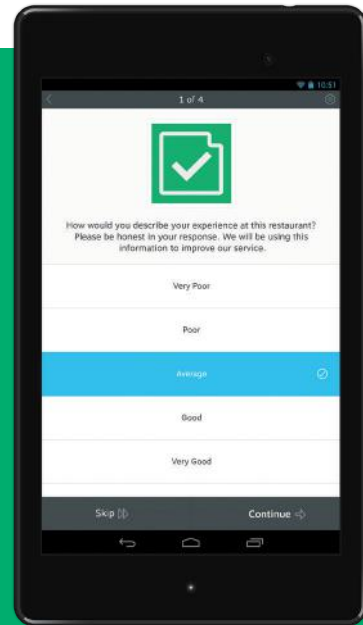 10:51
1 of 4
How would you describe your experience at this restaurant?
Please be honest in your response. We will be using this
information to improve our service.
Very Poor
Poor
Average
Good
Very Good
Skip
Continue